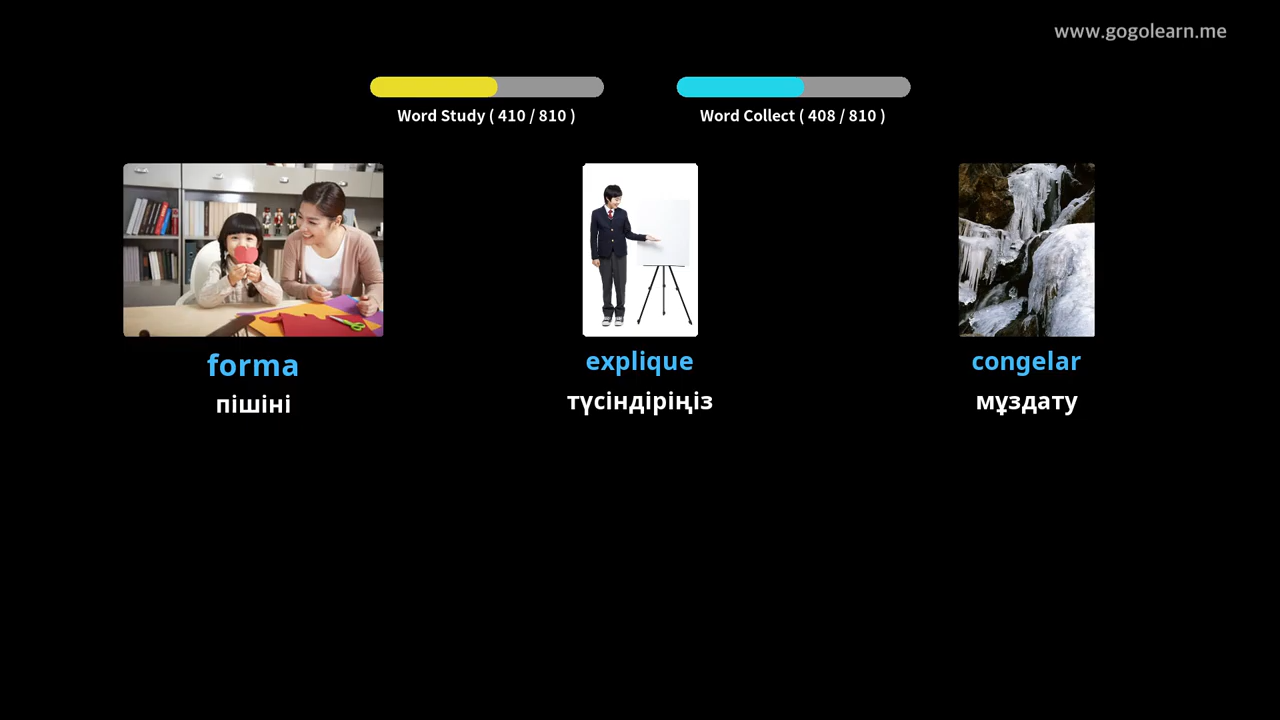 www.gogolearn.me
Word Study ( 410 / 810 )
Word Collect ( 408 / 810 )
forma
пішіні
explique
түсіндіріңіз
congelar
мұздату